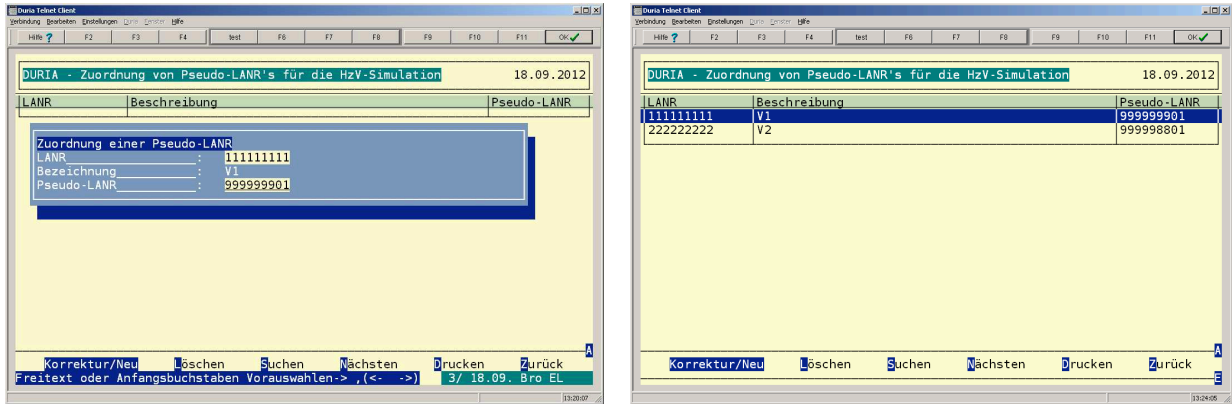 Duria Telnet Client
Verbindung Bearbeiten Einstellungen Duria Fenster Hilfe
Hilfe ? F2 F3 F4 test F6 F7 F8 F9 F10 F11 OK
DURIA - Zuordnung von Pseudo-LANR's für die HzV-Simulation 18.09.2012
LANR Beschreibung Pseudo-LANR
Zuordnung einer Pseudo-LANR
LANR : 111111111
Bezeichnung : V1
Pseudo-LANR : 999999901
A
Korrektur/Neu Löschen Suchen Nächsten Drucken Zurück
Freitext oder Anfangsbuchstaben Vorauswahlen-> ,(<- ->) 3/ 18.09. Bro EL
13:20:07
Duria Telnet Client
Verbindung Bearbeiten Einstellungen Duria Fenster Hilfe
Hilfe ? F2 F3 F4 test F6 F7 F8 F9 F10 F11 OK
DURIA - Zuordnung von Pseudo-LANR's für die HzV-Simulation 18.09.2012
LANR Beschreibung Pseudo-LANR
111111111 V1 999999901
222222222 V2 999998801
A
Korrektur/Neu Löschen Suchen Nächsten Drucken Zurück
E
13:24:05